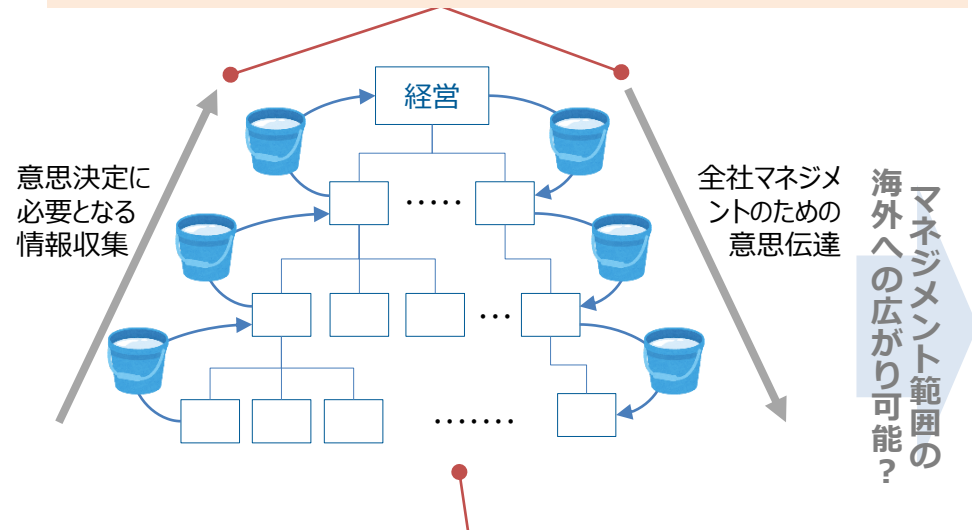 経営
意思決定に
必要となる
情報収集
全社マネジメ
ントのための
意思伝達
マネジメント範囲の
海外への広がり可能？
‥‥‥
…
…….